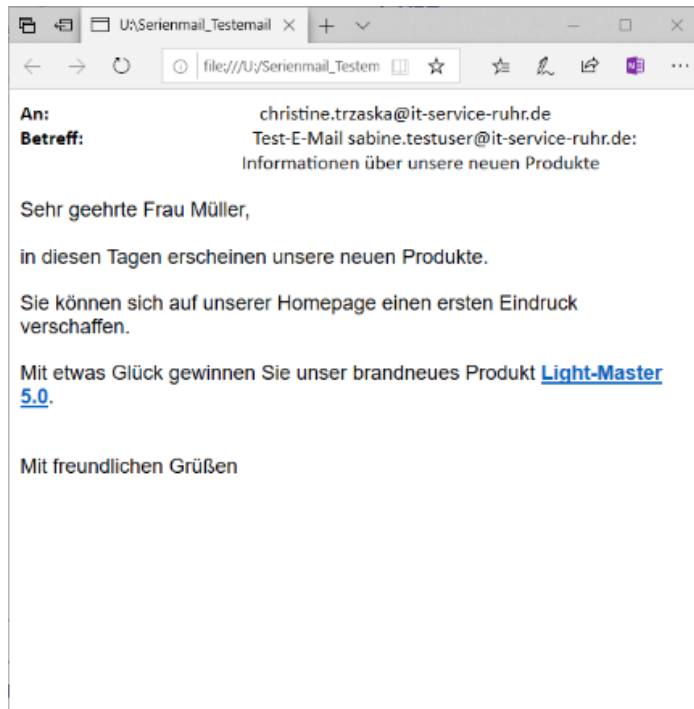 U:\Serienmail_Testemail
file:///U:/Serienmail_Testem
An: christine.trzaska@it-service-ruhr.de
Betreff: Test-E-Mail sabine.testuser@it-service-ruhr.de:
Informationen über unsere neuen Produkte
Sehr geehrte Frau Müller,
in diesen Tagen erscheinen unsere neuen Produkte.
Sie können sich auf unserer Homepage einen ersten Eindruck
verschaffen.
Mit etwas Glück gewinnen Sie unser brandneues Produkt Light-Master
5.0.
Mit freundlichen Grüßen